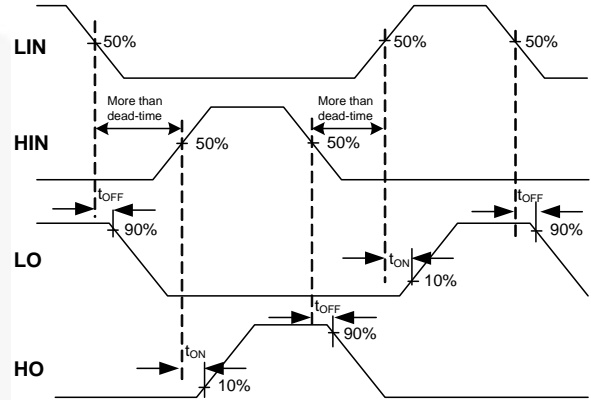 LIN
50%
50%
50%
More than
dead-time
More than
dead-time
HIN
50%
50%
tOFF
tOFF
LO
90%
90%
tON
10%
tOFF
90%
tON
HO
10%